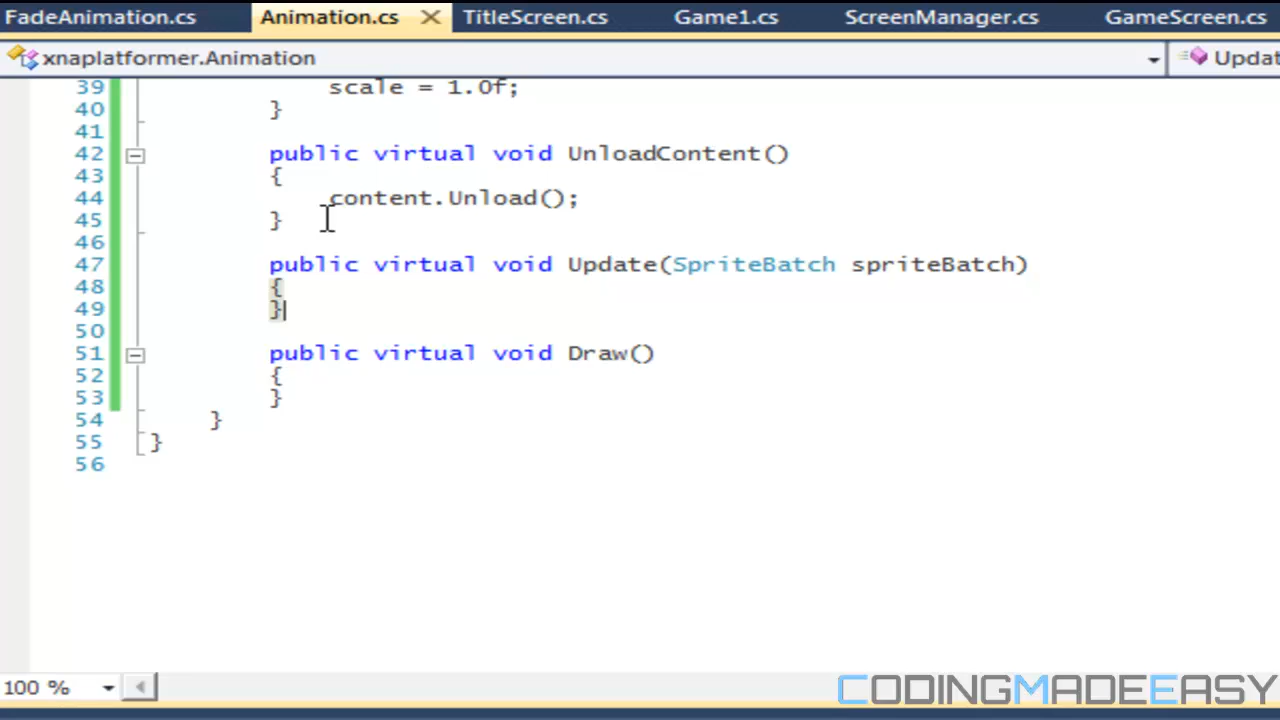 FadeAnimation.cs Animation.cs TitleScreen.cs Game1.cs ScreenManager.cs GameScreen.cs
xnaplatformer.Animation Updat
39 scale = 1.0f;
40 }
41
42 public virtual void UnloadContent()
43 {
44 content.Unload();
45 }
46
47 public virtual void Update(SpriteBatch spriteBatch)
48 {
49 }
50
51 public virtual void Draw()
52 {
53 }
54 }
55 }
56
100 %
CODINGMADEEASY